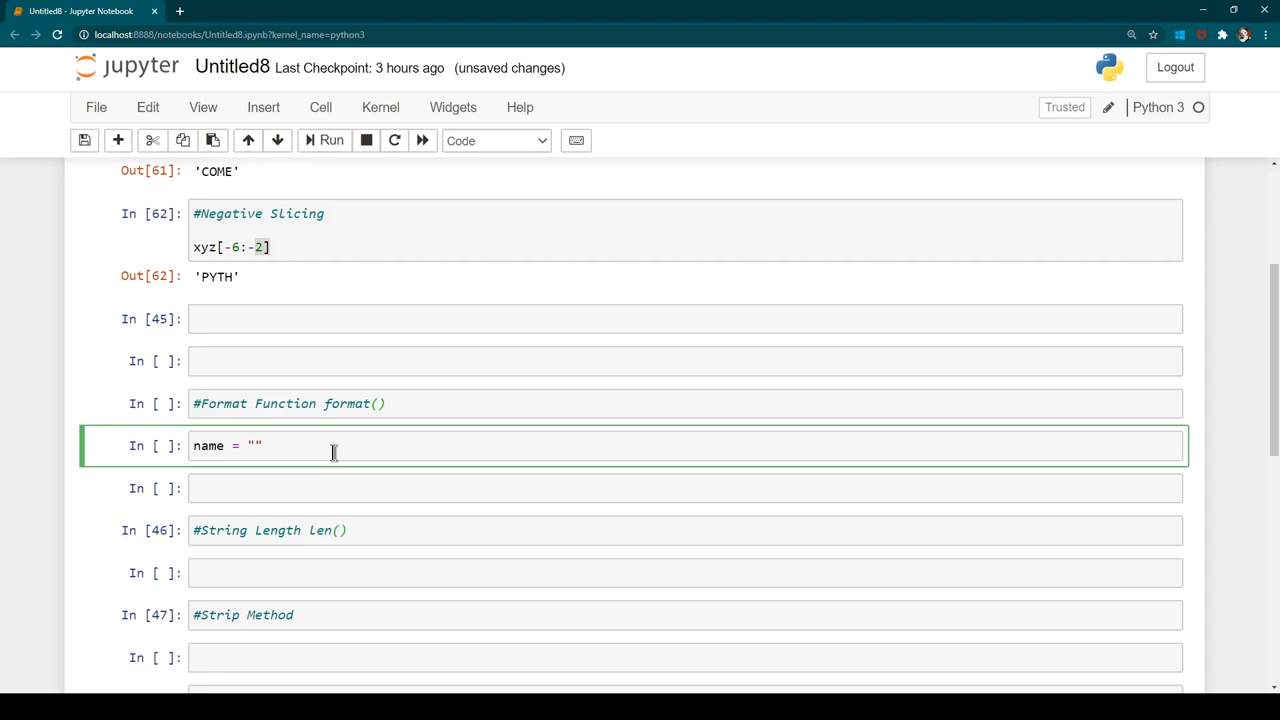 Untitled8 - Jupyter Notebook
localhost:8888/notebooks/Untitled8.ipynb?kernel_name=python3
jupyter Untitled8 Last Checkpoint: 3 hours ago (unsaved changes) Logout
File Edit View Insert Cell Kernel Widgets Help Trusted Python 3
Run Code
Out[61]: 'COME'
In [62]: #Negative Slicing
xyz[-6:-2]
Out[62]: 'PYTH'
In [45]:
In [ ]:
In [ ]: #Format Function format()
In [ ]: name = ""
In [ ]:
In [46]: #String Length len()
In [ ]:
In [47]: #Strip Method
In [ ]: